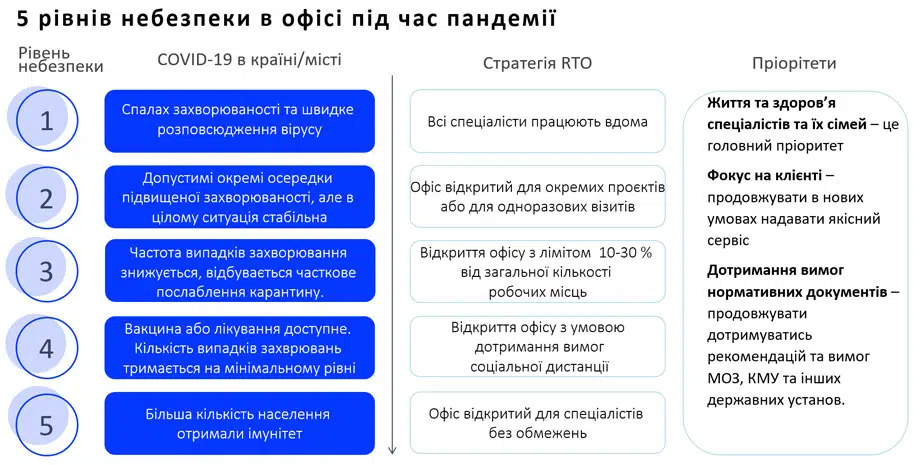 5 рівнів небезпеки в офісі під час пандемії
Рівень
небезпеки
COVID-19 в країні/місті
Стратегія RTO
Пріорітети
1
Спалах захворюваності та швидке
розповсюдження вірусу
Всі спеціалісти працюють вдома
2
Допустимі окремі осередки
підвищеної захворюваності, але в
цілому ситуація стабільна
Офіс відкритий для окремих проєктів
або для одноразових візитів
3
Частота випадків захворювання
знижується, відбувається часткове
послаблення карантину.
Відкриття офісу з лімітом 10-30 %
від загальної кількості
робочих місць
4
Вакцина або лікування доступне.
Кількість випадків захврювань
тримається на мінімальному рівні
Відкриття офісу з умовою
дотримання вимог
соціальної дистанції
5
Більша кількість населення
отримали імунітет
Офіс відкритий для спеціалістів
без обмежень
Життя та здоров’я
спеціалістів та їх сімей – це
головний пріоритет
Фокус на клієнті –
продовжувати в нових
умовах надавати якісний
сервіс
Дотримання вимог
нормативних документів –
продовжувати
дотримуватись
рекомендацій та вимог
МОЗ, КМУ та інших
державних установ.